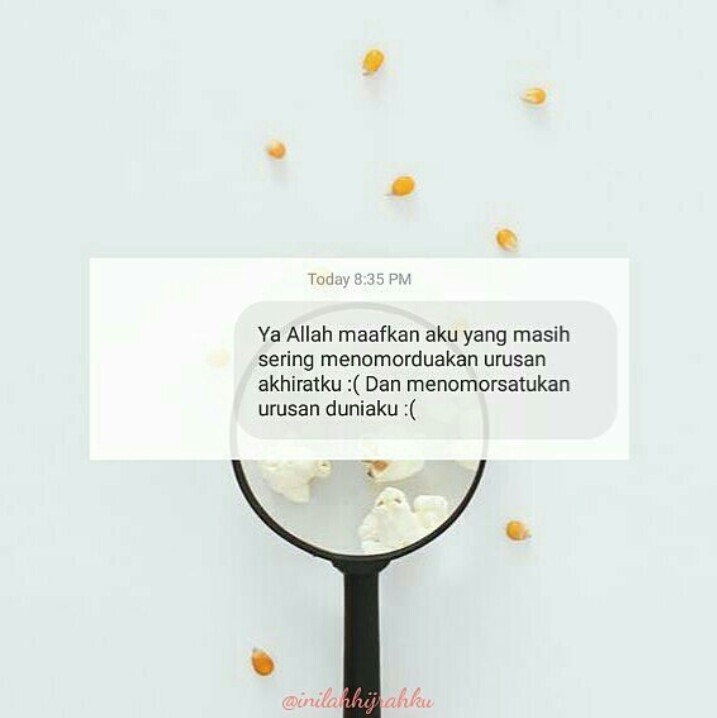 Today 8:35 PM
Ya Allah maafkan aku yang masih
sering menomorduakan urusan
akhiratku :( Dan menomorsatukan
urusan duniaku :(
@inilahhijrahku